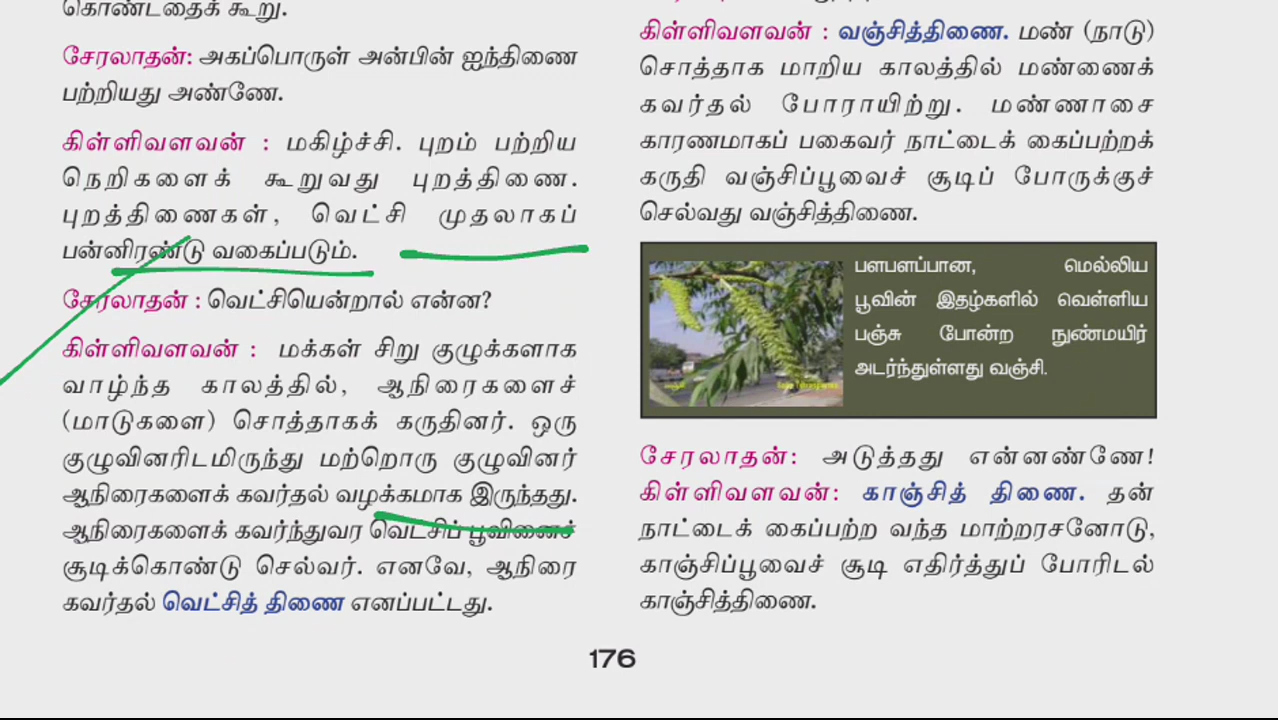 கொண்டதைக் கூறு.
சேரலாதன்: அகப்பொருள் அன்பின் ஐந்திணை
பற்றியது அண்ணே.
கிள்ளிவளவன் : மகிழ்ச்சி. புறம் பற்றிய
நெறிகளைக் கூறுவது புறத்திணை.
புறத்திணைகள், வெட்சி முதலாகப்
பன்னிரண்டு வகைப்படும்.
சேரலாதன் : வெட்சியென்றால் என்ன?
கிள்ளிவளவன் : மக்கள் சிறு குழுக்களாக
வாழ்ந்த காலத்தில், ஆநிரைகளைச்
(மாடுகளை) சொத்தாகக் கருதினர். ஒரு
குழுவினரிடமிருந்து மற்றொரு குழுவினர்
ஆநிரைகளைக் கவர்தல் வழக்கமாக இருந்தது.
ஆநிரைகளைக் கவர்ந்துவர வெட்சிப் பூவினைச்
சூடிக்கொண்டு செல்வர். எனவே, ஆநிரை
கவர்தல் வெட்சித் திணை எனப்பட்டது.
கிள்ளிவளவன் : வஞ்சித்திணை. மண் (நாடு)
சொத்தாக மாறிய காலத்தில் மண்ணைக்
கவர்தல் போராயிற்று. மண்ணாசை
காரணமாகப் பகைவர் நாட்டைக் கைப்பற்றக்
கருதி வஞ்சிப்பூவைச் சூடிப் போருக்குச்
செல்வது வஞ்சித்திணை.
பளபளப்பான, மெல்லிய
பூவின் இதழ்களில் வெள்ளிய
பஞ்சு போன்ற நுண்மயிர்
அடர்ந்துள்ளது வஞ்சி.
சேரலாதன்: அடுத்தது என்னண்ணே!
கிள்ளிவளவன்: காஞ்சித் திணை. தன்
நாட்டைக் கைப்பற்ற வந்த மாற்றரசனோடு,
காஞ்சிப்பூவைச் சூடி எதிர்த்துப் போரிடல்
காஞ்சித்திணை.
176